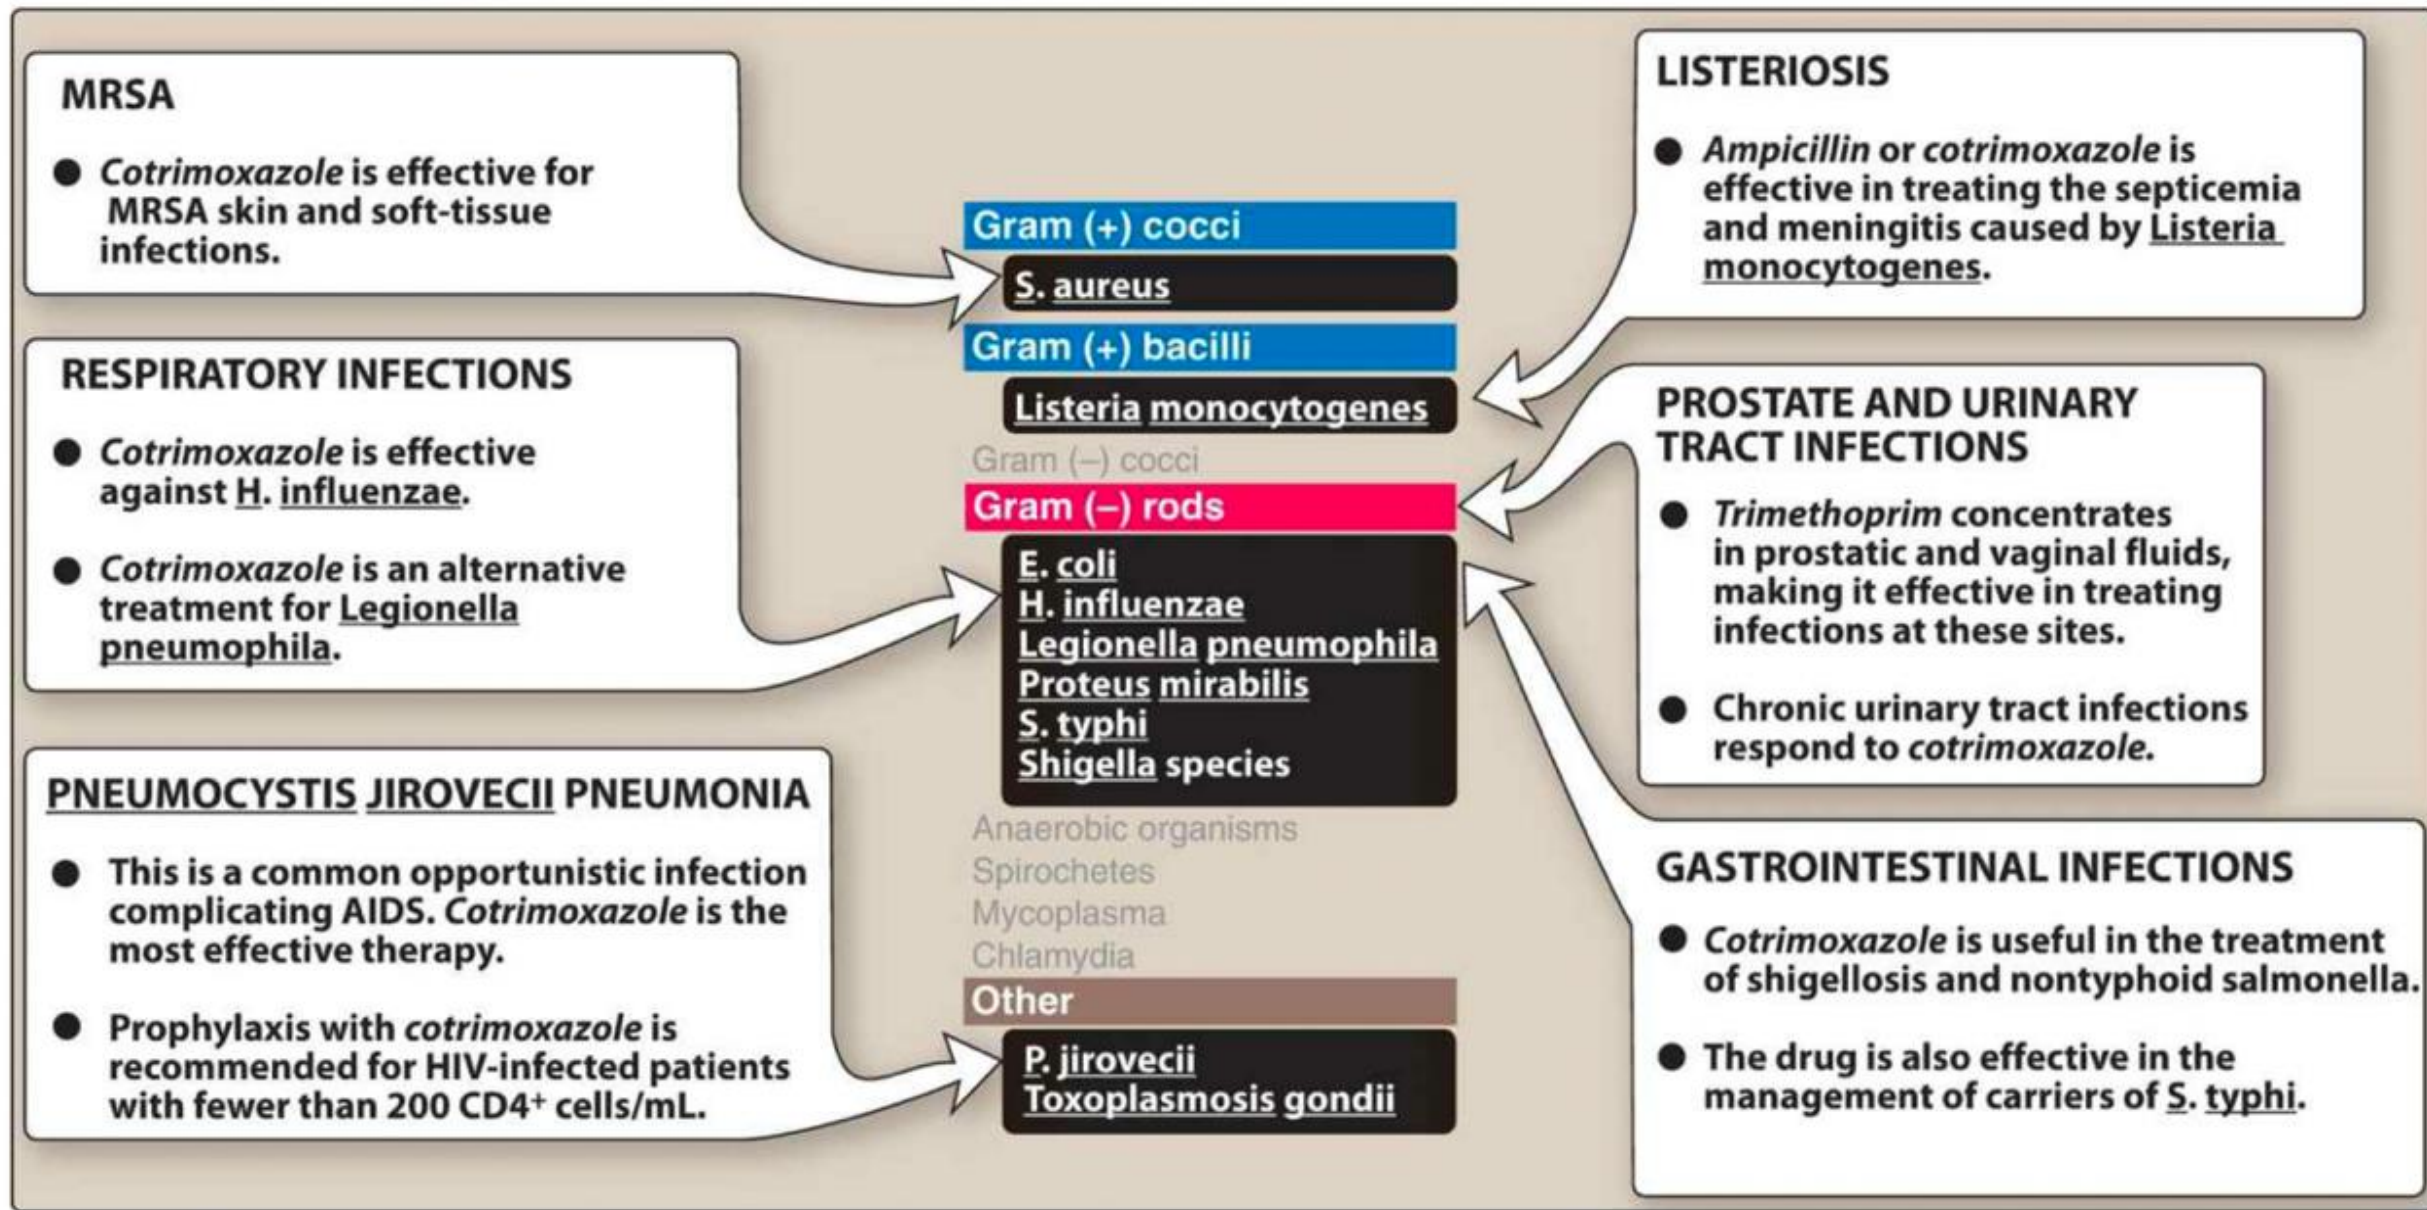 MRSA
● Cotrimoxazole is effective for
MRSA skin and soft-tissue
infections.
RESPIRATORY INFECTIONS
● Cotrimoxazole is effective
against H. influenzae.
● Cotrimoxazole is an alternative
treatment for Legionella
pneumophila.
PNEUMOCYSTIS JIROVECII PNEUMONIA
● This is a common opportunistic infection
complicating AIDS. Cotrimoxazole is the
most effective therapy.
● Prophylaxis with cotrimoxazole is
recommended for HIV-infected patients
with fewer than 200 CD4⁺ cells/mL.
Gram (+) cocci
S. aureus
Gram (+) bacilli
Listeria monocytogenes
Gram (–) cocci
Gram (–) rods
E. coli
H. influenzae
Legionella pneumophila
Proteus mirabilis
S. typhi
Shigella species
Anaerobic organisms
Spirochetes
Mycoplasma
Chlamydia
Other
P. jirovecii
Toxoplasmosis gondii
LISTERIOSIS
● Ampicillin or cotrimoxazole is
effective in treating the septicemia
and meningitis caused by Listeria
monocytogenes.
PROSTATE AND URINARY
TRACT INFECTIONS
● Trimethoprim concentrates
in prostatic and vaginal fluids,
making it effective in treating
infections at these sites.
● Chronic urinary tract infections
respond to cotrimoxazole.
GASTROINTESTINAL INFECTIONS
● Cotrimoxazole is useful in the treatment
of shigellosis and nontyphoid salmonella.
● The drug is also effective in the
management of carriers of S. typhi.